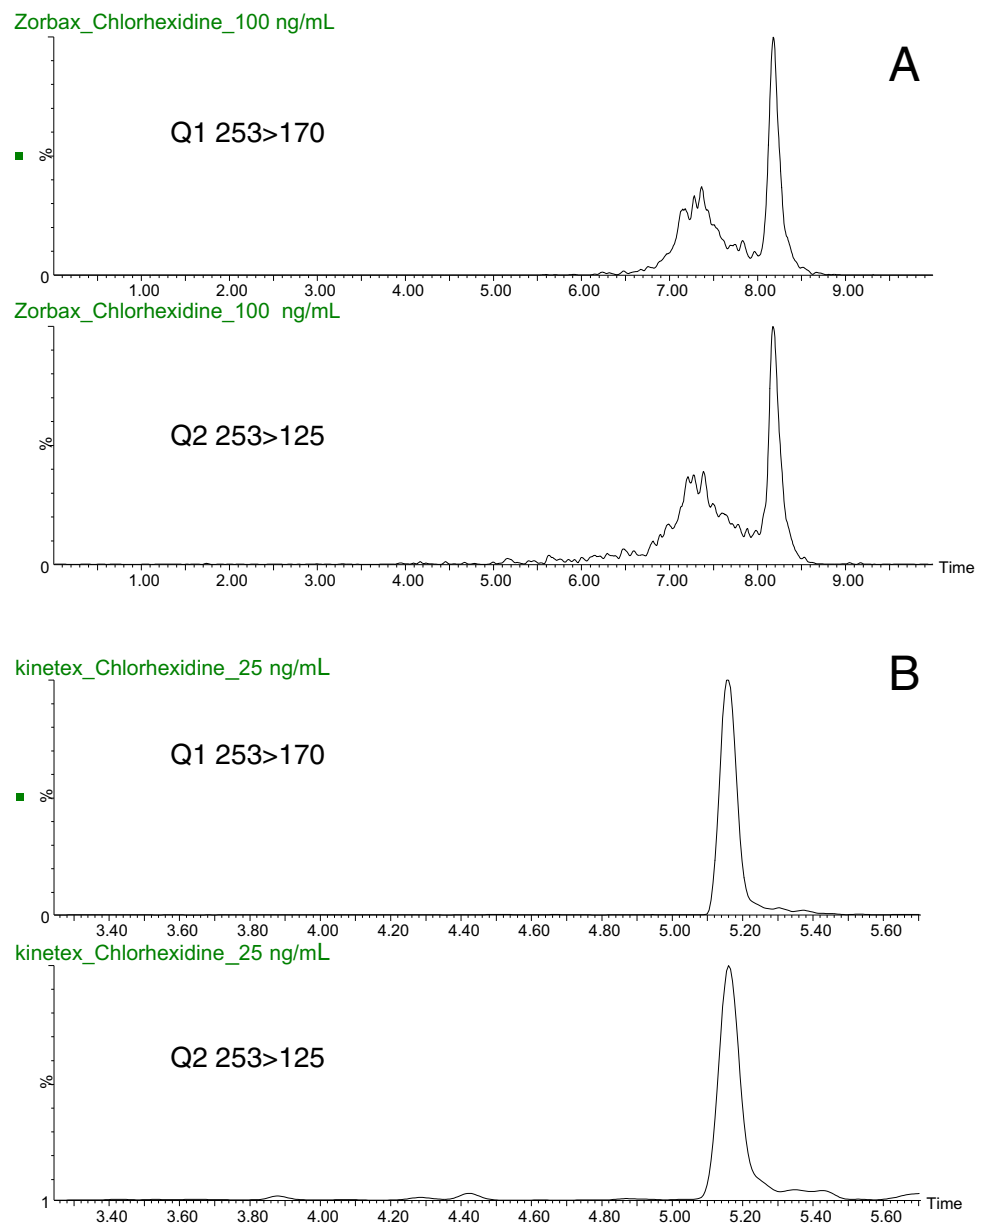 Zorbax_Chlorhexidine_100 ng/mL
A
Q1 253>170
%
0
1.00 2.00 3.00 4.00 5.00 6.00 7.00 8.00 9.00
Zorbax_Chlorhexidine_100 ng/mL
Q2 253>125
%
0
1.00 2.00 3.00 4.00 5.00 6.00 7.00 8.00 9.00 Time
kinetex_Chlorhexidine_25 ng/mL
B
Q1 253>170
%
0
3.40 3.60 3.80 4.00 4.20 4.40 4.60 4.80 5.00 5.20 5.40 5.60
kinetex_Chlorhexidine_25 ng/mL
Q2 253>125
%
1
3.40 3.60 3.80 4.00 4.20 4.40 4.60 4.80 5.00 5.20 5.40 5.60 Time